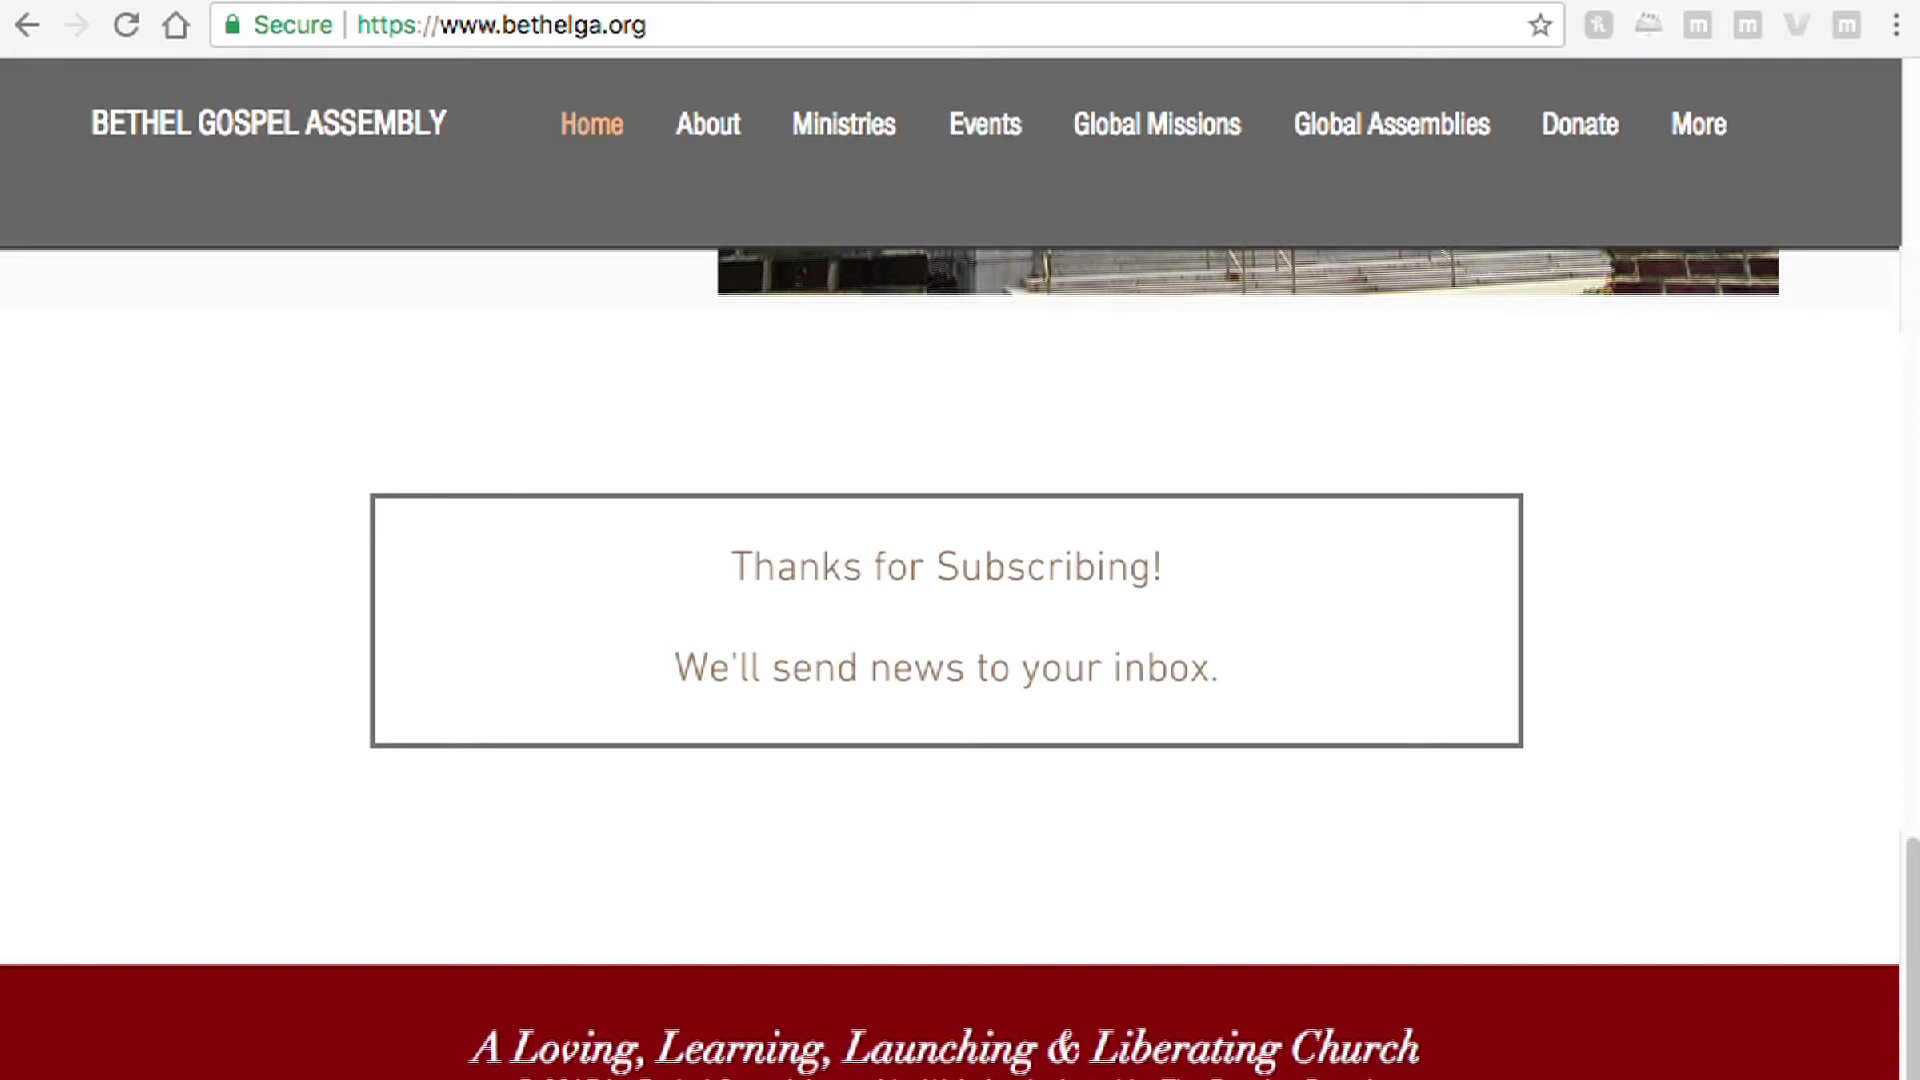 Secure | https://www.bethelga.org
BETHEL GOSPEL ASSEMBLY Home About Ministries Events Global Missions Global Assemblies Donate More
Thanks for Subscribing!
We'll send news to your inbox.
A Loving, Learning, Launching & Liberating Church